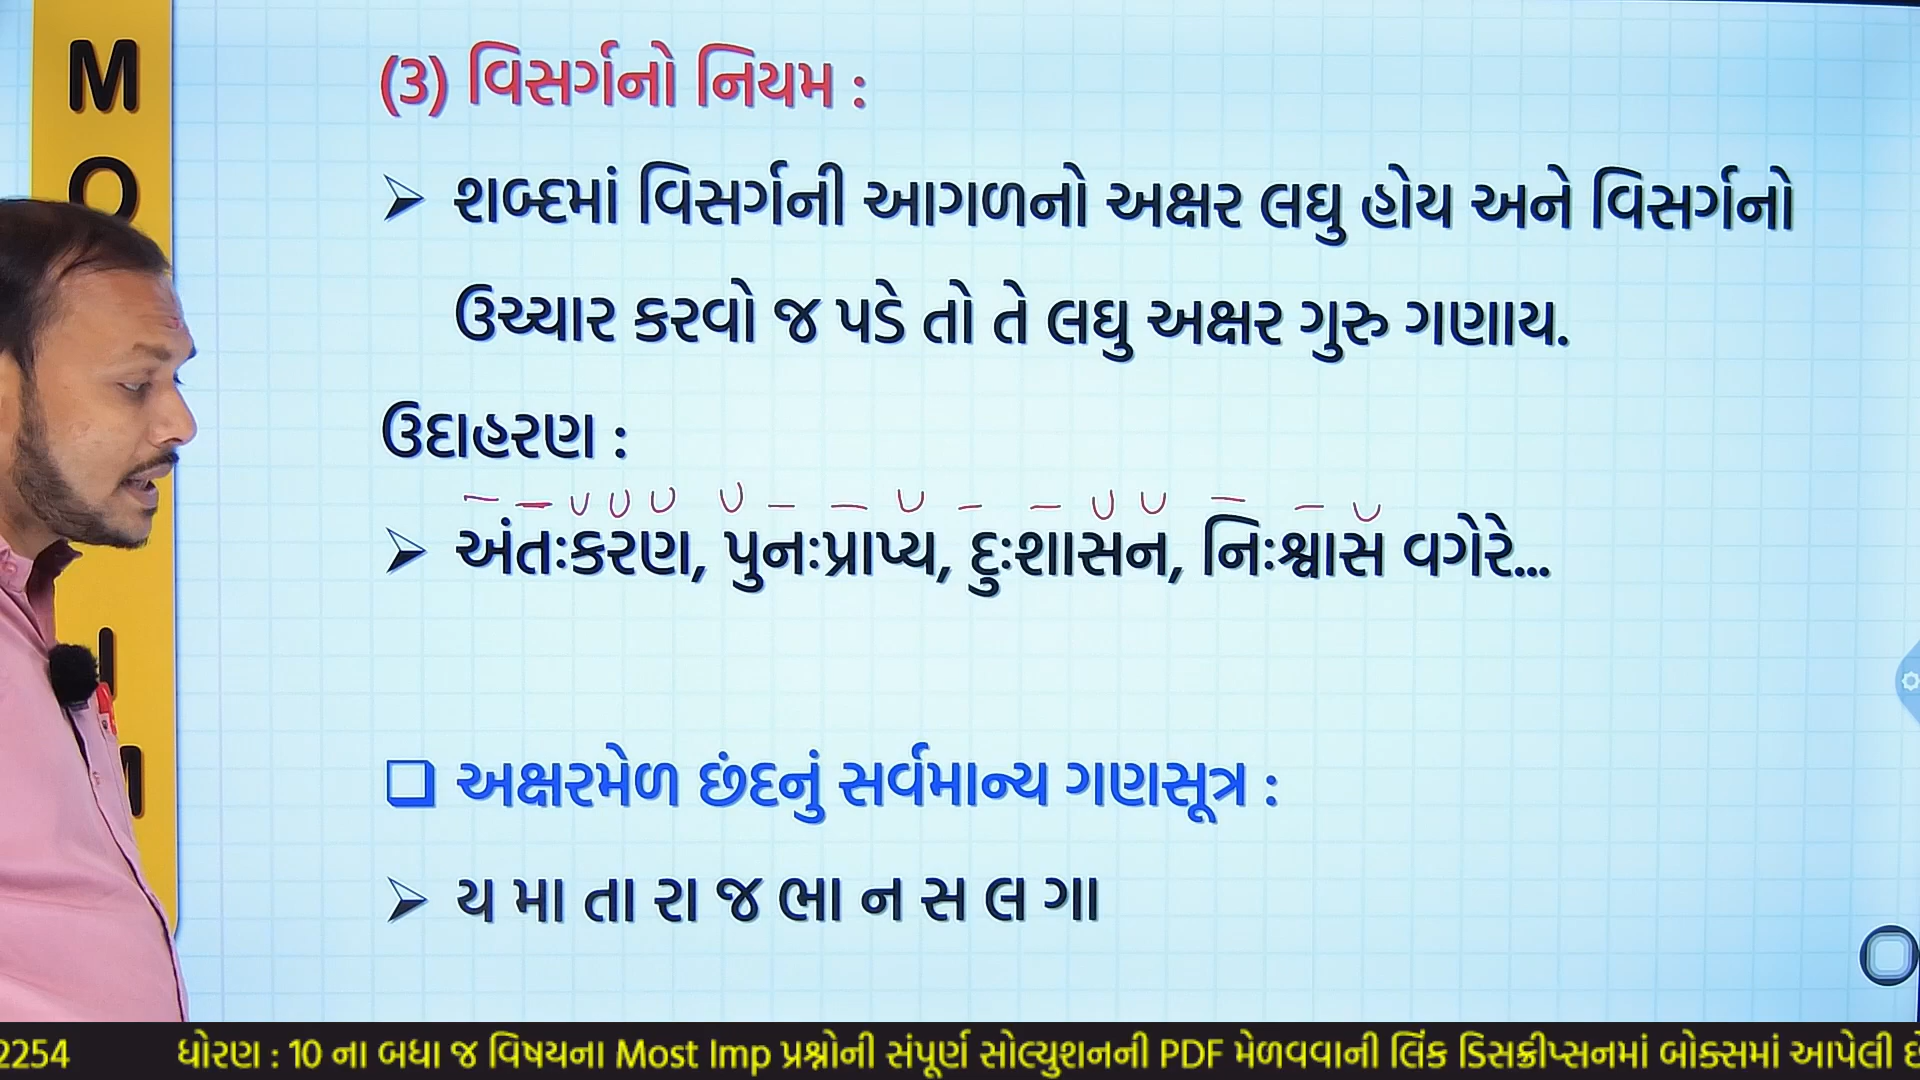 M
O
(૩) વિસર્ગનો નિયમ :
➢ શબ્દમાં વિસર્ગની આગળનો અક્ષર લઘુ હોય અને વિસર્ગનો
ઉચ્ચાર કરવો જ પડે તો તે લઘુ અક્ષર ગુરુ ગણાય.
ઉદાહરણ :
– – ∪ ∪ ∪ ∪ – – ∪ – – ∪ ∪ – – ∪
➢ અંતઃકરણ, પુનઃપ્રાપ્ય, દુઃશાસન, નિઃશ્વાસ વગેરે...
❑ અક્ષરમેળ છંદનું સર્વમાન્ય ગણસૂત્ર :
➢ ય મા તા રા જ ભા ન સ લ ગા
2254 ધોરણ : 10 ના બધા જ વિષયના Most Imp પ્રશ્નોની સંપૂર્ણ સોલ્યુશનની PDF મેળવવાની લિંક ડિસક્રીપ્સનમાં બોક્સમાં આપેલી